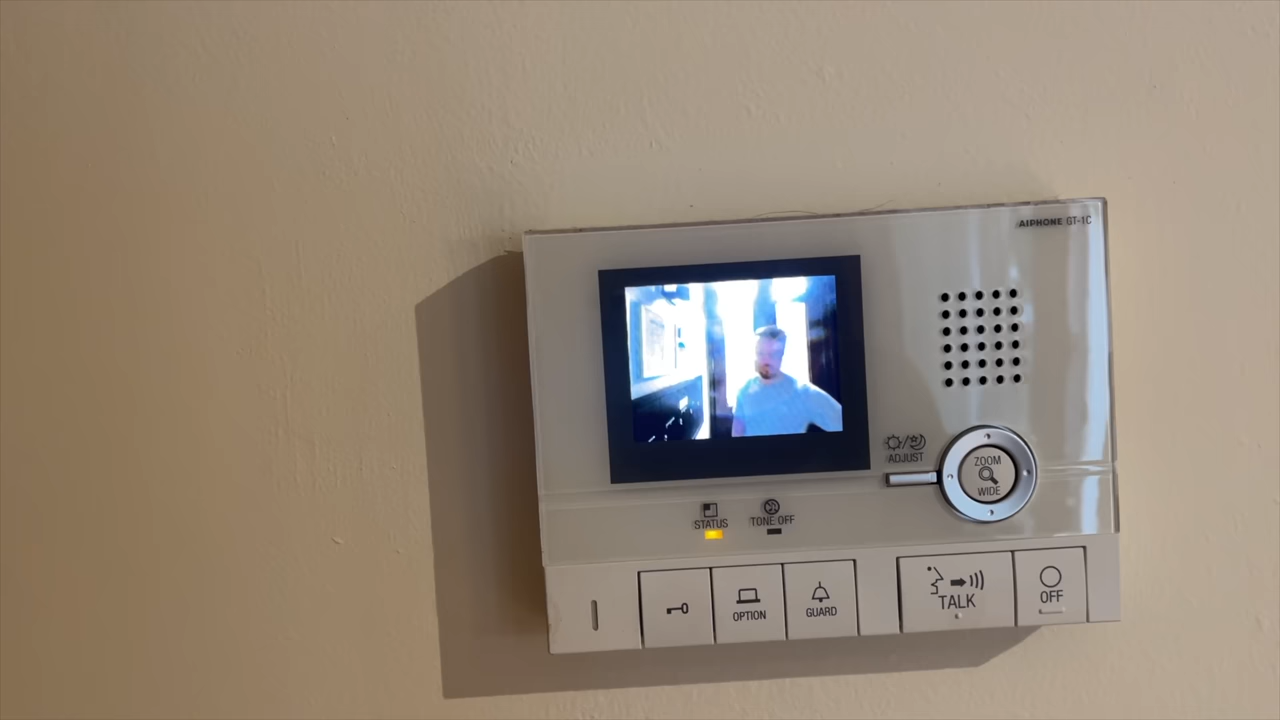 AIPHONE GT-1C
ADJUST
ZOOM
WIDE
STATUS
TONE OFF
OPTION
GUARD
TALK
OFF